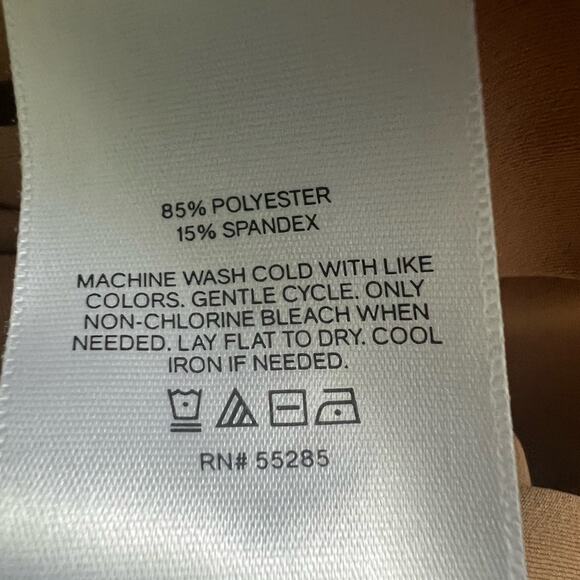 85% POLYESTER
15% SPANDEX
MACHINE WASH COLD WITH LIKE
COLORS. GENTLE CYCLE. ONLY
NON-CHLORINE BLEACH WHEN
NEEDED. LAY FLAT TO DRY. COOL
IRON IF NEEDED.
RN# 55285